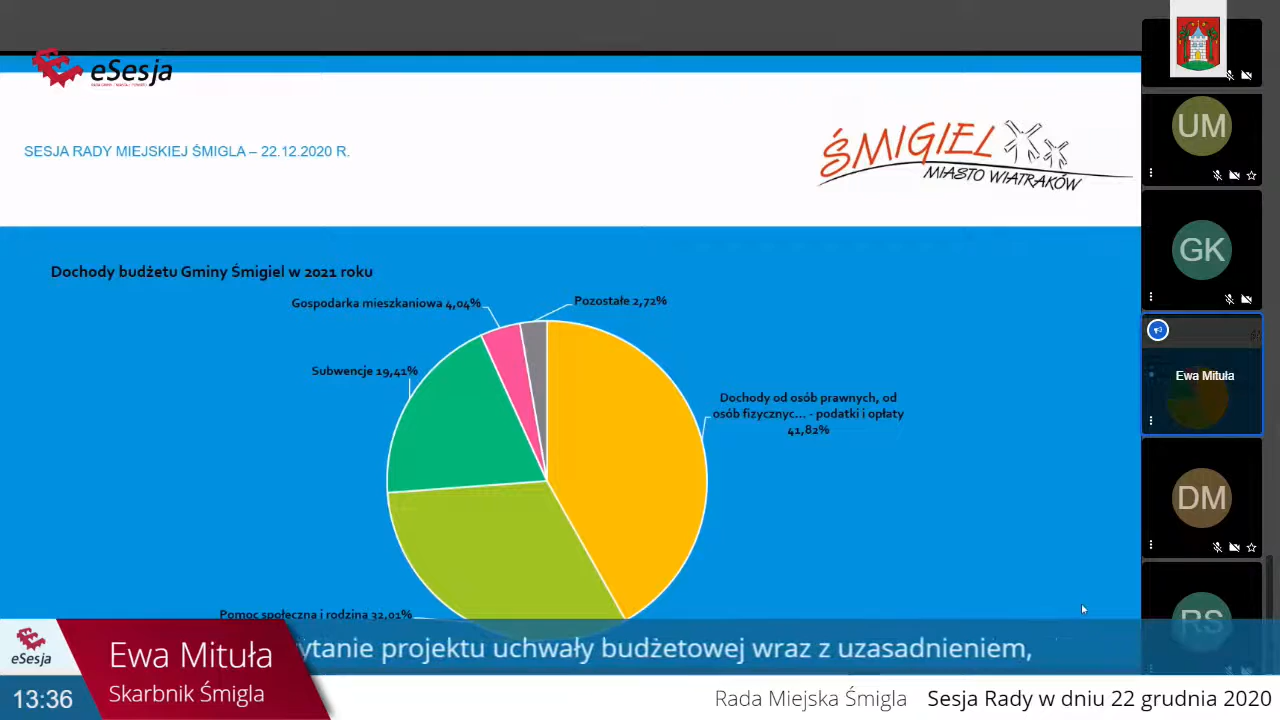 eSesja
SESJA RADY MIEJSKIEJ ŚMIGLA – 22.12.2020 R.
ŚMIGIEL
MIASTO WIATRAKÓW
Dochody budżetu Gminy Śmigiel w 2021 roku
Gospodarka mieszkaniowa 4,04%
Pozostałe 2,72%
Subwencje 19,41%
Dochody od osób prawnych, od
osób fizycznyc... - podatki i opłaty
41,82%
Pomoc społeczna i rodzina 32,01%
UM
GK
Ewa Mituła
DM
RS
eSesja
Ewa Mituła
Skarbnik Śmigla
ytanie projektu uchwały budżetowej wraz z uzasadnieniem,
13:36
Rada Miejska Śmigla
Sesja Rady w dniu 22 grudnia 2020